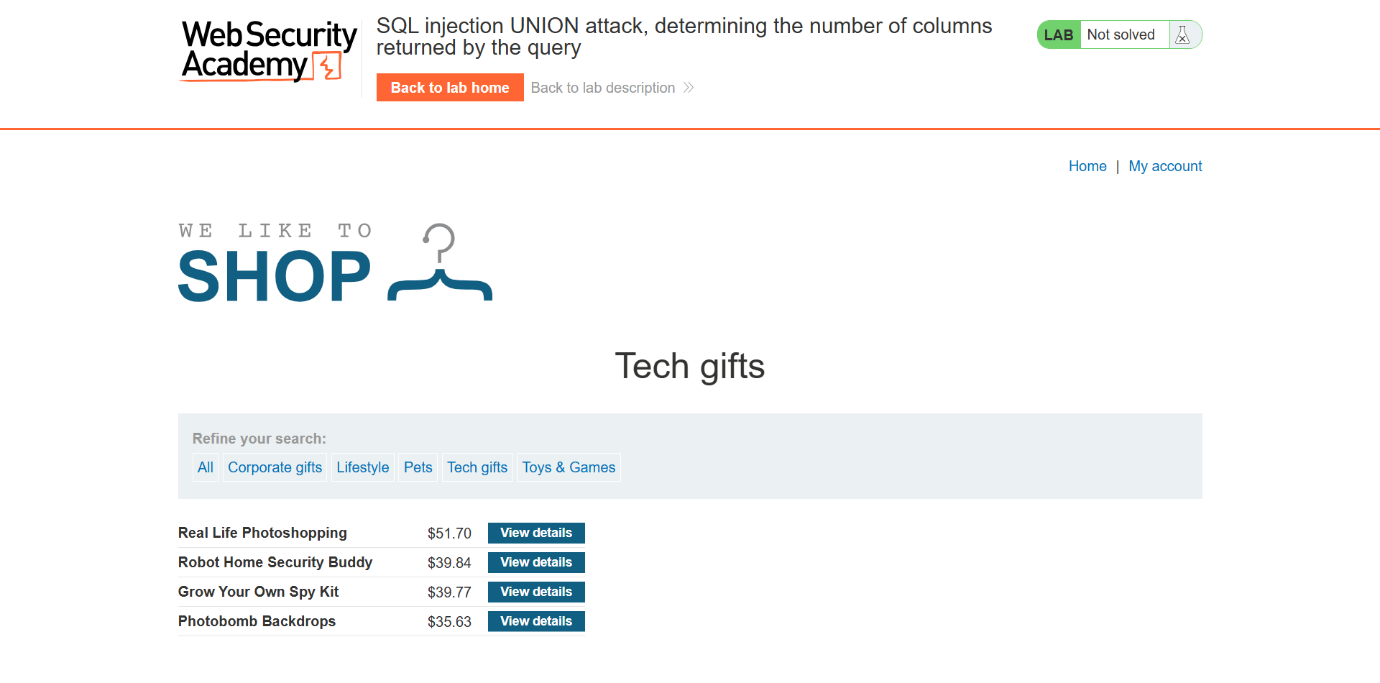 Web Security
Academy
SQL injection UNION attack, determining the number of columns
returned by the query
Back to lab home
Back to lab description
LAB Not solved
Home | My account
WE LIKE TO
SHOP
Tech gifts
Refine your search:
All Corporate gifts Lifestyle Pets Tech gifts Toys & Games
Real Life Photoshopping $51.70 View details
Robot Home Security Buddy $39.84 View details
Grow Your Own Spy Kit $39.77 View details
Photobomb Backdrops $35.63 View details